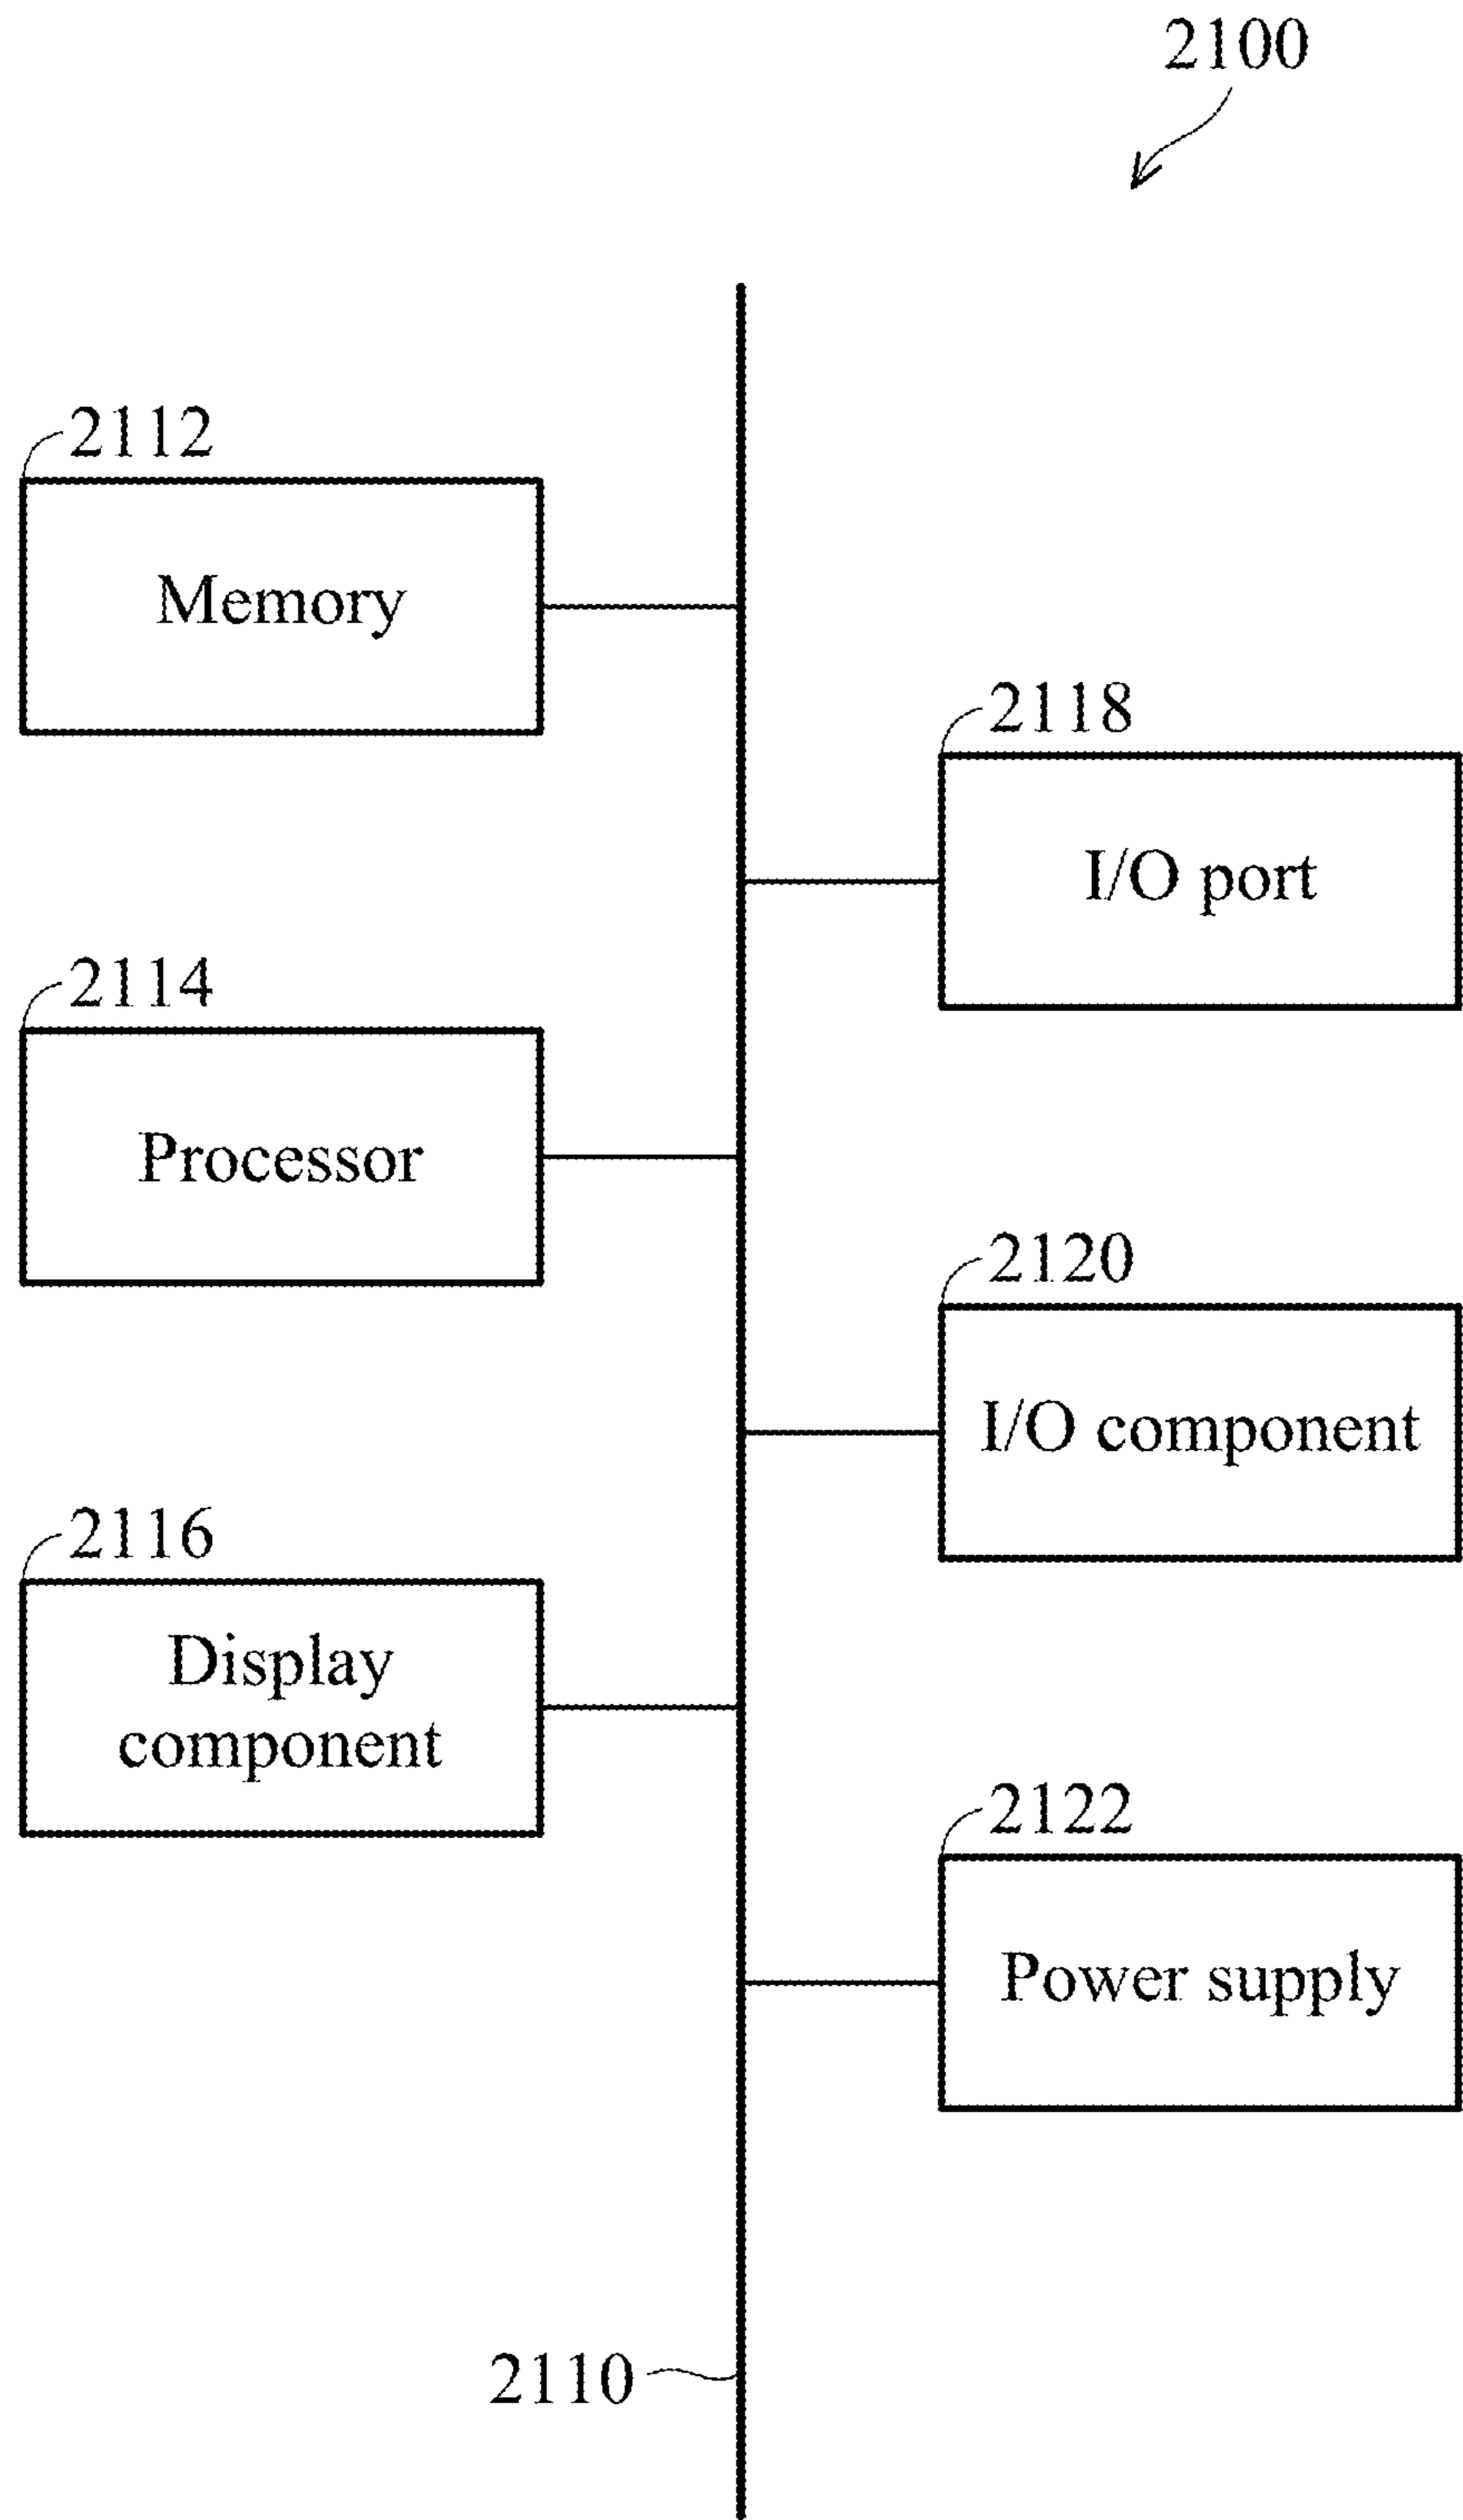 2100
2112
Memory
2118
I/O port
2114
Processor
2120
I/O component
2116
Display
component
2122
Power supply
2110